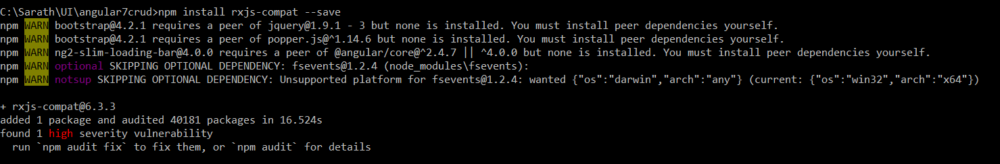 C:\Sarath\UI\angular7crud>npm install rxjs-compat --save
npm WARN bootstrap@4.2.1 requires a peer of jquery@1.9.1 - 3 but none is installed. You must install peer dependencies yourself.
npm WARN bootstrap@4.2.1 requires a peer of popper.js@^1.14.6 but none is installed. You must install peer dependencies yourself.
npm WARN ng2-slim-loading-bar@4.0.0 requires a peer of @angular/core@^2.4.7 || ^4.0.0 but none is installed. You must install peer dependencies yourself.
npm WARN optional SKIPPING OPTIONAL DEPENDENCY: fsevents@1.2.4 (node_modules\fsevents):
npm WARN notsup SKIPPING OPTIONAL DEPENDENCY: Unsupported platform for fsevents@1.2.4: wanted {"os":"darwin","arch":"any"} (current: {"os":"win32","arch":"x64"})
+ rxjs-compat@6.3.3
added 1 package and audited 40181 packages in 16.524s
found 1 high severity vulnerability
run `npm audit fix` to fix them, or `npm audit` for details